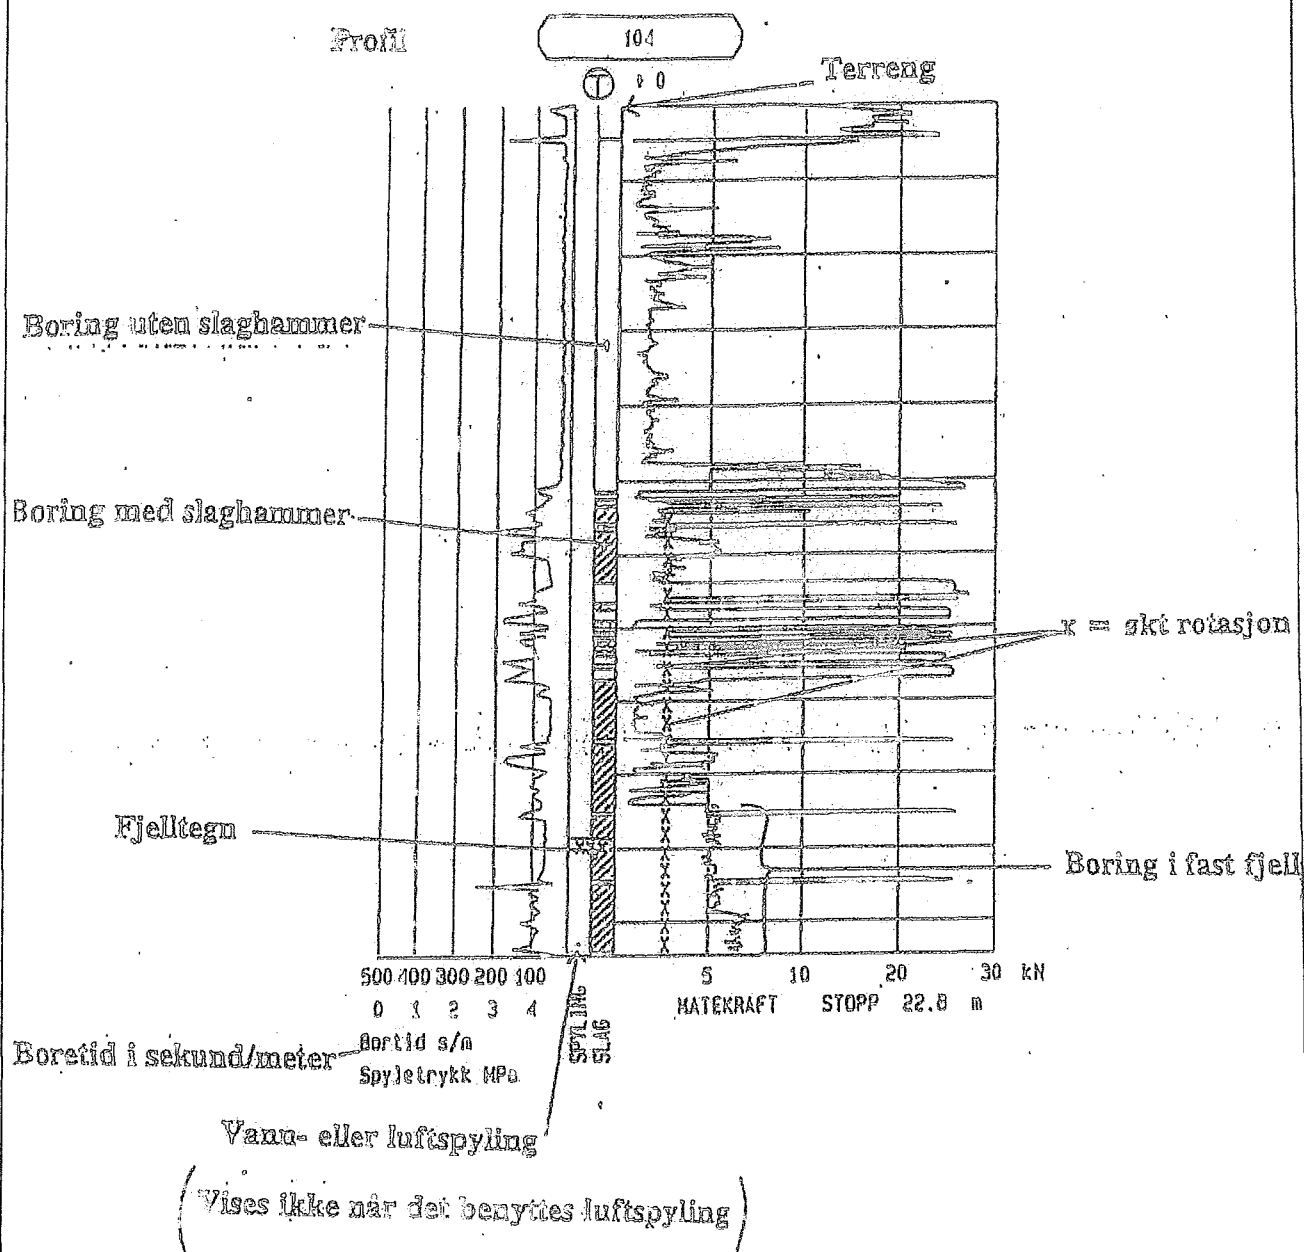 Profil
104
T
0
Terreng
Boring uten slaghammer
Boring med slaghammer
x = økt rotasjon
Fjelltegn
Boring i fast fjell
500 400 300 200 100
5 10 20 30 kN
0 1 2 3 4
SPYLING
SLAG
MATEKRAFT STOPP 22.8 m
Boretid i sekund/meter
Bortid s/m
Spyletrykk MPa
Vann- eller luftspyling
(Vises ikke når det benyttes luftspyling)